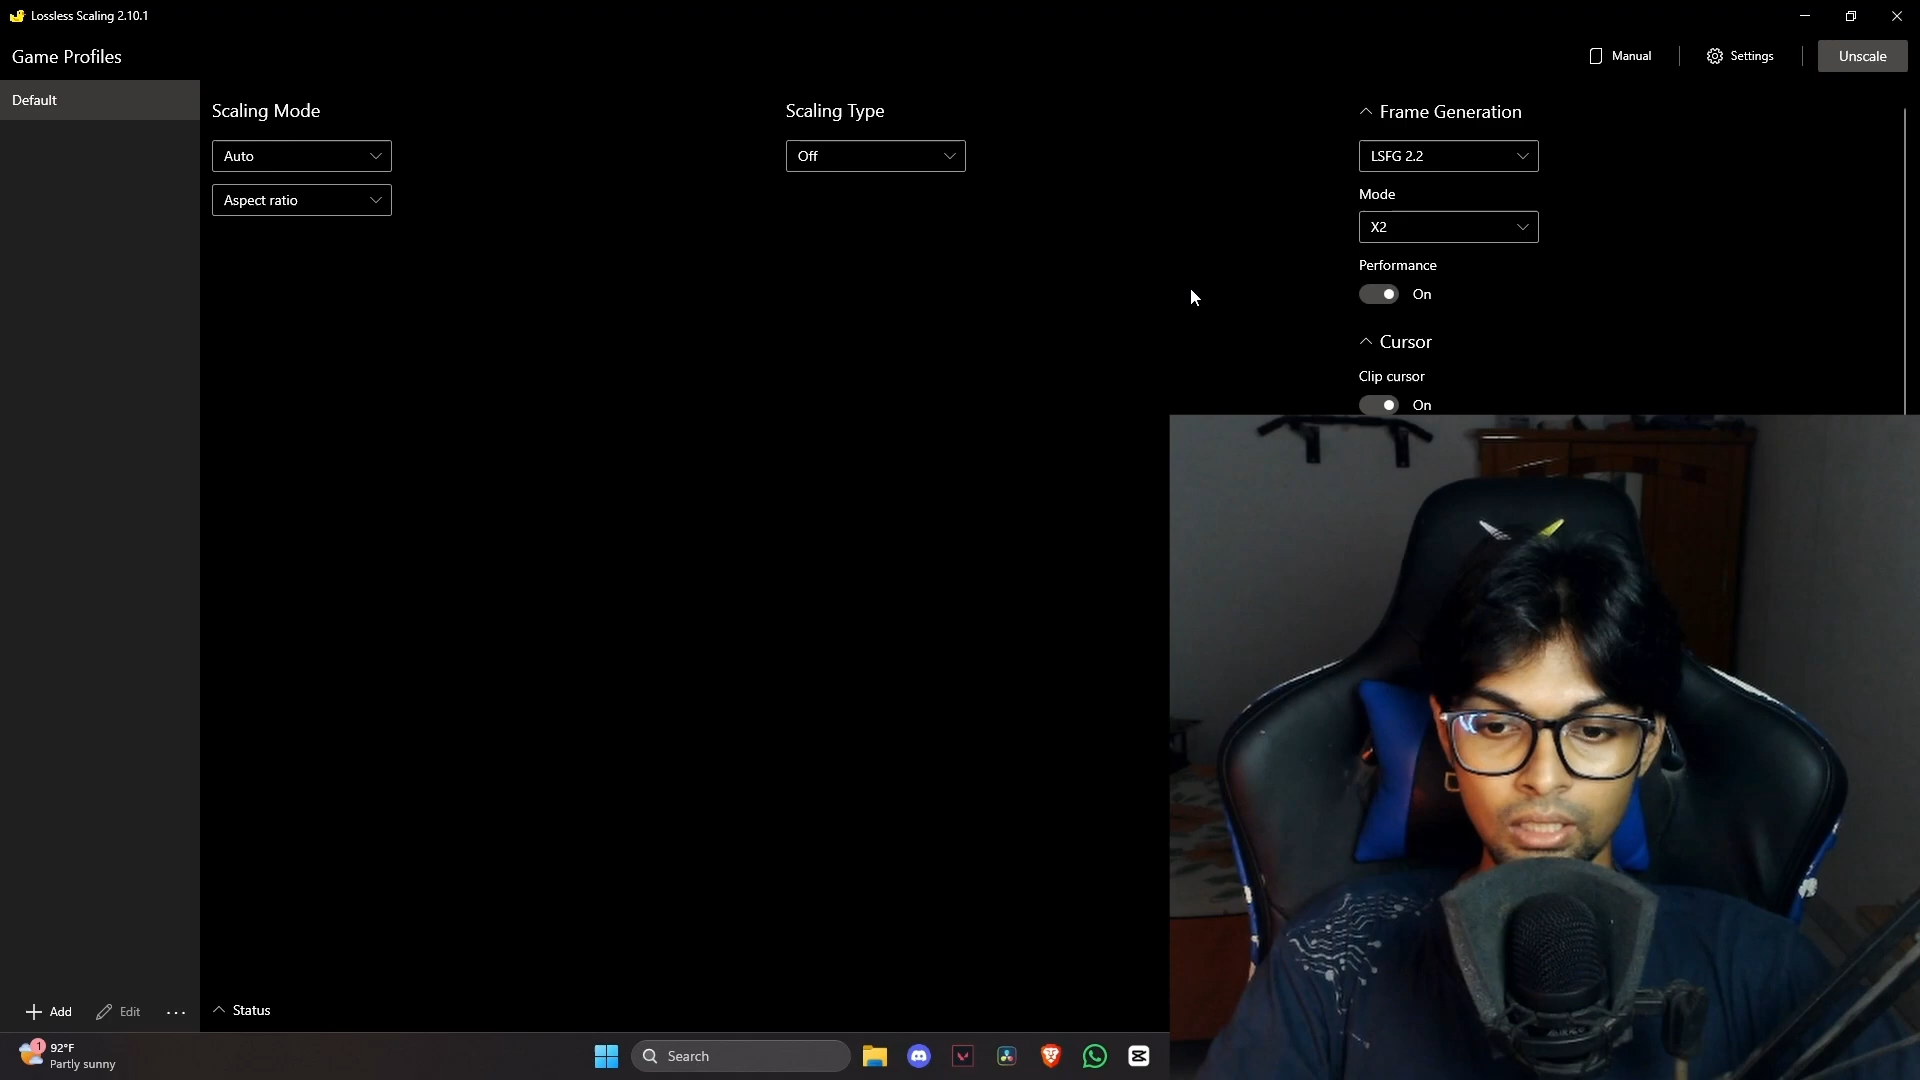 Lossless Scaling 2.10.1
Game Profiles
Manual
Settings
Unscale
Default
Scaling Mode
Auto
Aspect ratio
Scaling Type
Off
Frame Generation
LSFG 2.2
Mode
X2
Performance
On
Cursor
Clip cursor
On
Add
Edit
Status
1
92°F
Partly sunny
Search